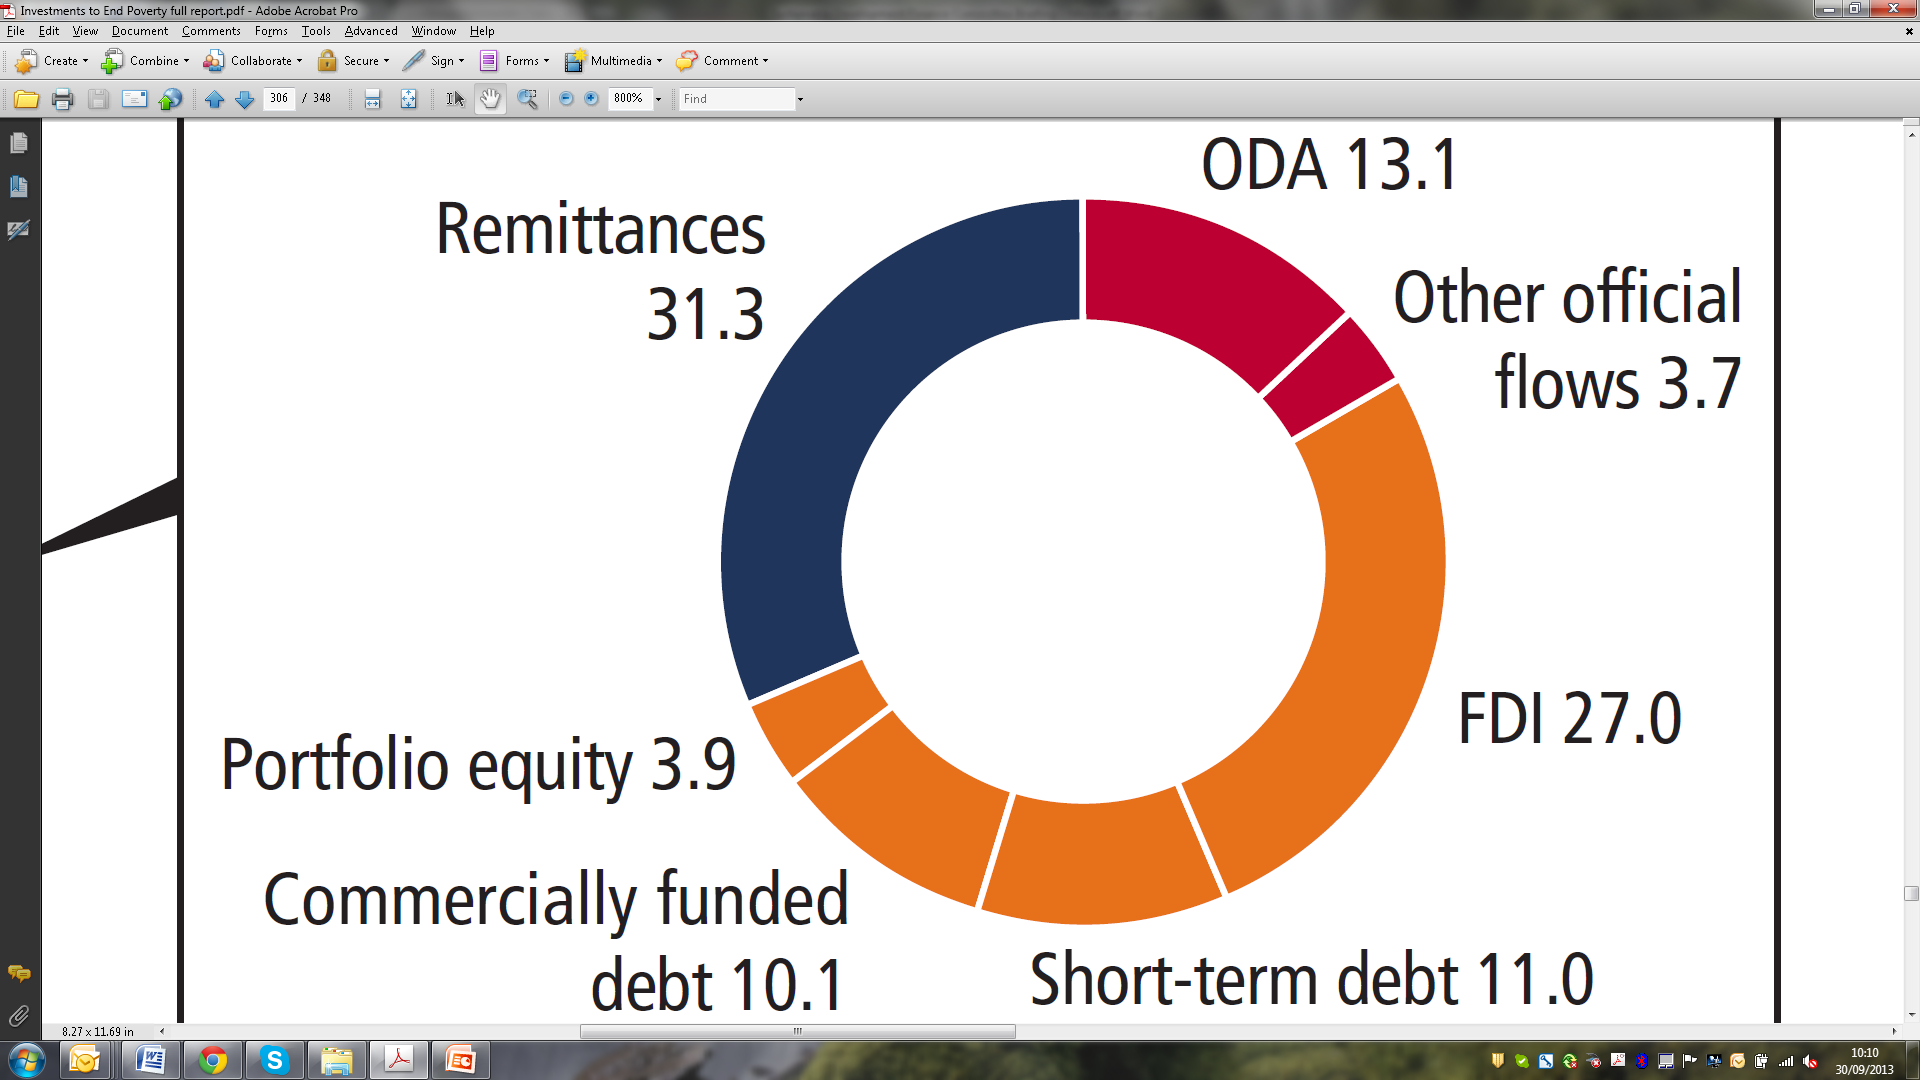 Investments to End Poverty full report.pdf - Adobe Acrobat Pro
File Edit View Document Comments Forms Tools Advanced Window Help
Create Combine Collaborate Secure Sign Forms Multimedia Comment
306 / 348 800% Find
ODA 13.1
Remittances
31.3
Other official
flows 3.7
FDI 27.0
Portfolio equity 3.9
Commercially funded
debt 10.1
Short-term debt 11.0
8.27 x 11.69 in
10:10
30/09/2013